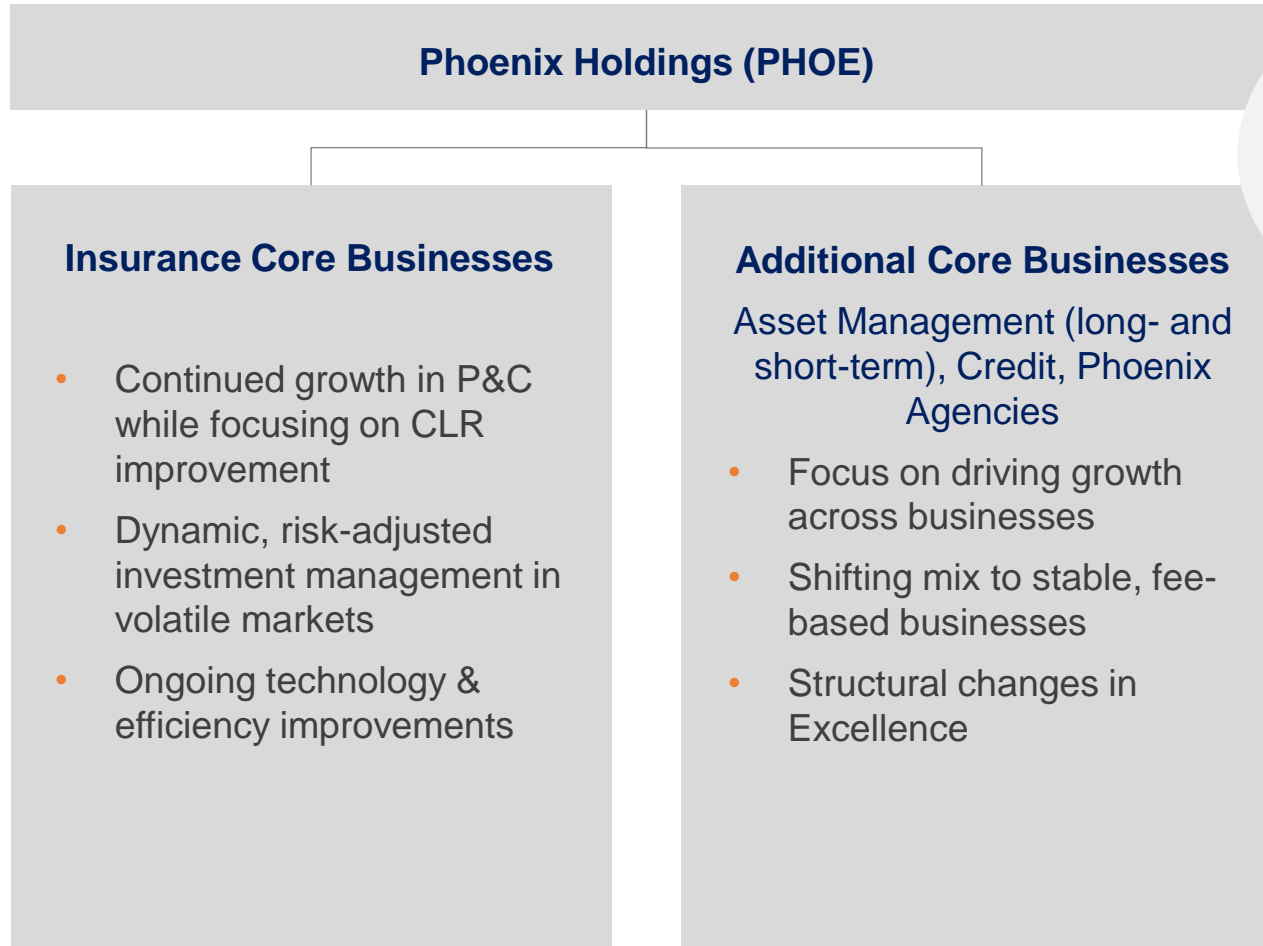 Phoenix Holdings (PHOE)
Insurance Core Businesses
• Continued growth in P&C
while focusing on CLR
improvement
• Dynamic, risk-adjusted
investment management in
volatile markets
• Ongoing technology &
efficiency improvements
Additional Core Businesses
Asset Management (long- and
short-term), Credit, Phoenix
Agencies
• Focus on driving growth
across businesses
• Shifting mix to stable, fee-
based businesses
• Structural changes in
Excellence